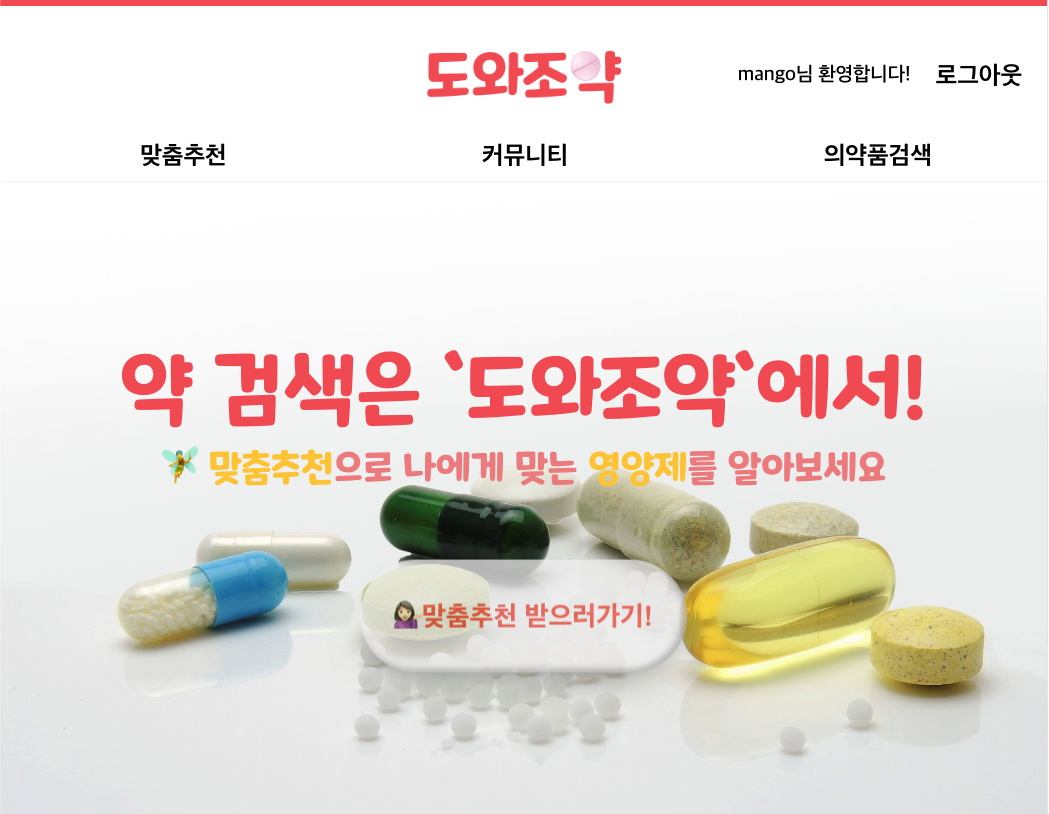 도와조약
mango님 환영합니다! 로그아웃
맞춤추천 커뮤니티 의약품검색
약 검색은 `도와조약`에서!
🧚‍♂️ 맞춤추천으로 나에게 맞는 영양제를 알아보세요
💁🏻‍♀️맞춤추천 받으러가기!